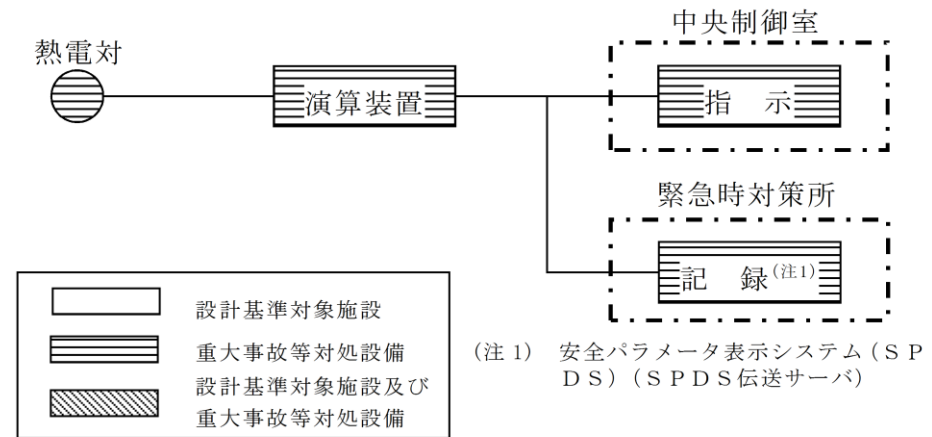 中央制御室
熱電対
演算装置
指 示
緊急時対策所
記 録(注1)
設計基準対象施設
重大事故等対処設備
設計基準対象施設及び
重大事故等対処設備
(注1) 安全パラメータ表示システム(SP
DS)(SPDS伝送サーバ)